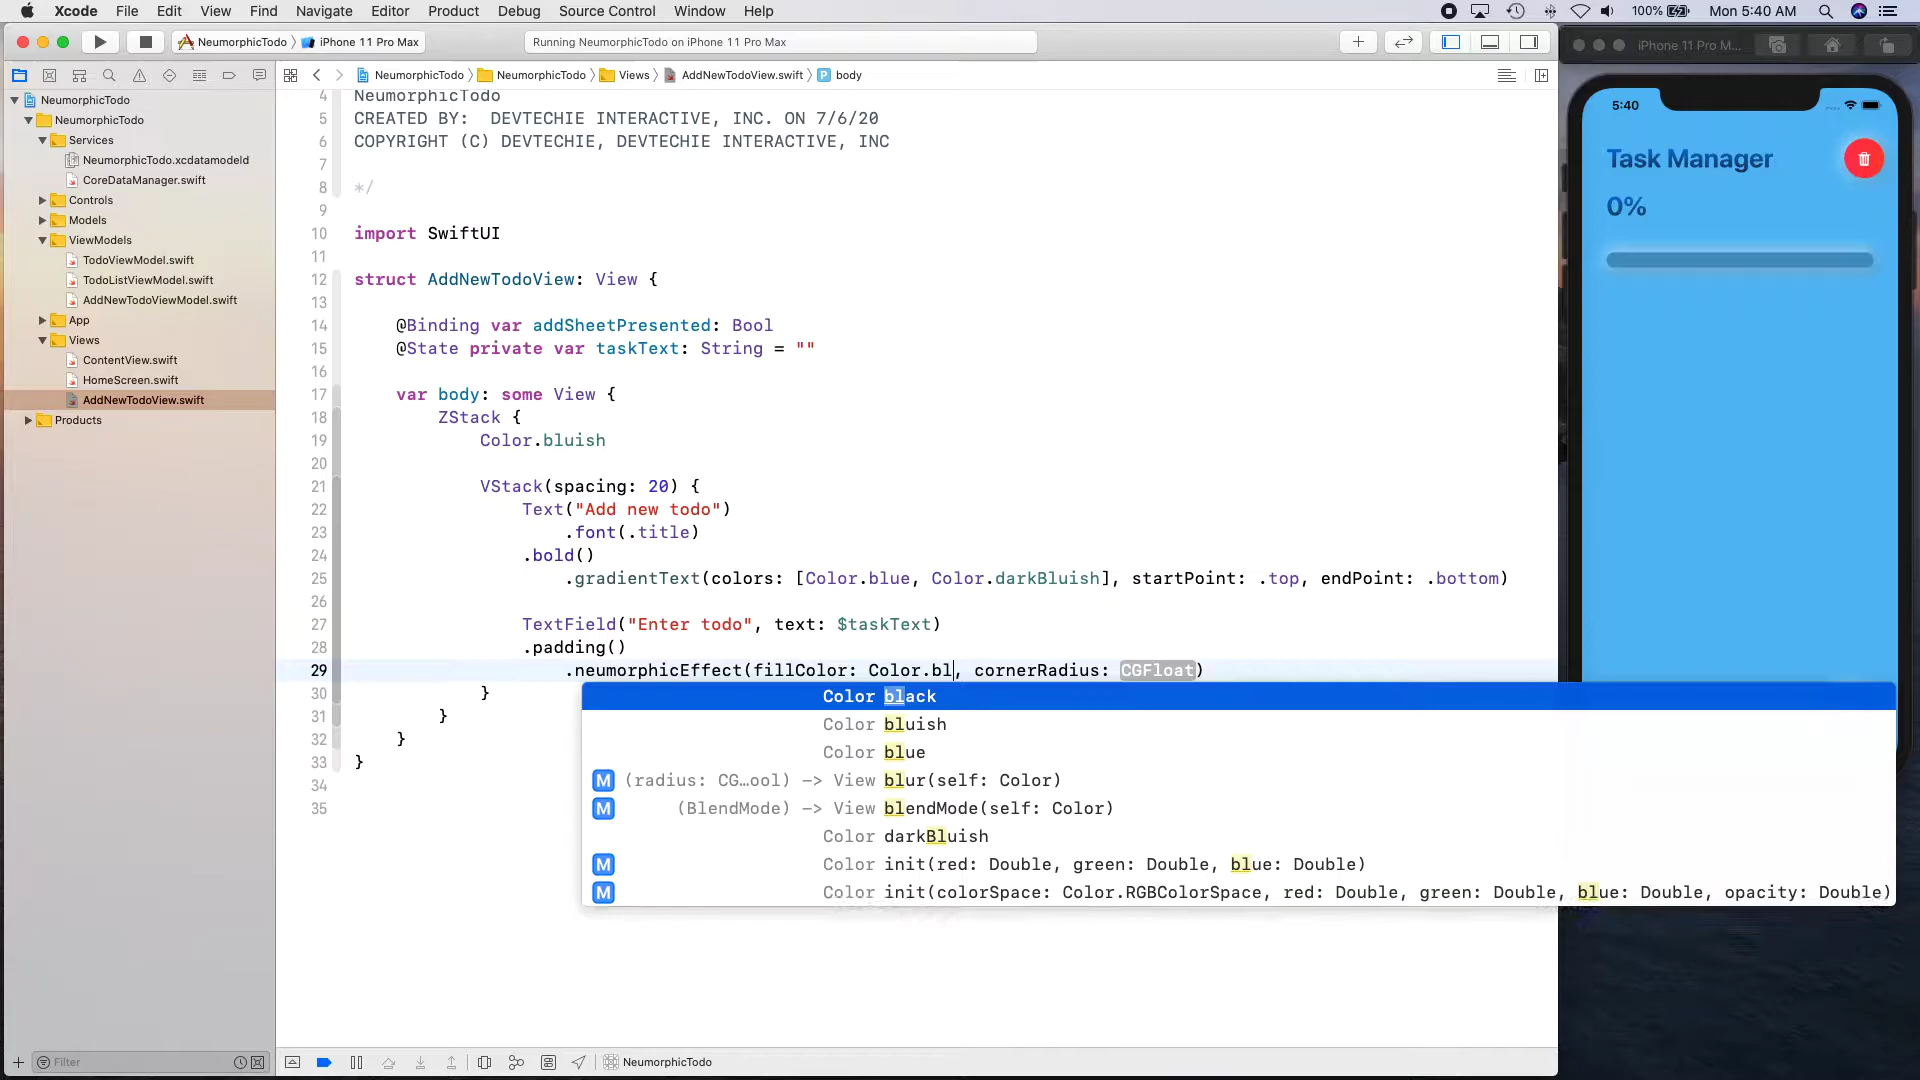 Xcode File Edit View Find Navigate Editor Product Debug Source Control Window Help 100% Mon 5:40 AM
NeumorphicTodo iPhone 11 Pro Max Running NeumorphicTodo on iPhone 11 Pro Max
iPhone 11 Pro M...
NeumorphicTodo NeumorphicTodo Views AddNewTodoView.swift P body
NeumorphicTodo
NeumorphicTodo
Services
NeumorphicTodo.xcdatamodeld
CoreDataManager.swift
Controls
Models
ViewModels
TodoViewModel.swift
TodoListViewModel.swift
AddNewTodoViewModel.swift
App
Views
ContentView.swift
HomeScreen.swift
AddNewTodoView.swift
Products
Filter
4 NeumorphicTodo
5 CREATED BY: DEVTECHIE INTERACTIVE, INC. ON 7/6/20
6 COPYRIGHT (C) DEVTECHIE, DEVTECHIE INTERACTIVE, INC
7
8 */
9
10 import SwiftUI
11
12 struct AddNewTodoView: View {
13
14 @Binding var addSheetPresented: Bool
15 @State private var taskText: String = ""
16
17 var body: some View {
18 ZStack {
19 Color.bluish
20
21 VStack(spacing: 20) {
22 Text("Add new todo")
23 .font(.title)
24 .bold()
25 .gradientText(colors: [Color.blue, Color.darkBluish], startPoint: .top, endPoint: .bottom)
26
27 TextField("Enter todo", text: $taskText)
28 .padding()
29 .neumorphicEffect(fillColor: Color.bl, cornerRadius: CGFloat)
30 }
31 }
32 }
33 }
34
35
Color black
Color bluish
Color blue
M (radius: CG…ool) -> View blur(self: Color)
M (BlendMode) -> View blendMode(self: Color)
Color darkBluish
M Color init(red: Double, green: Double, blue: Double)
M Color init(colorSpace: Color.RGBColorSpace, red: Double, green: Double, blue: Double, opacity: Double)
NeumorphicTodo
5:40
Task Manager
0%